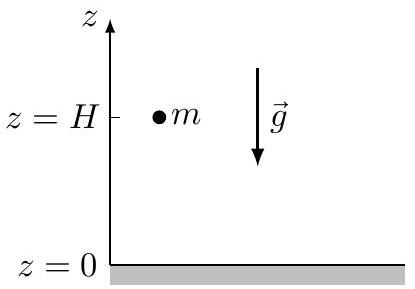 z
z = H
m
g⃗
z = 0